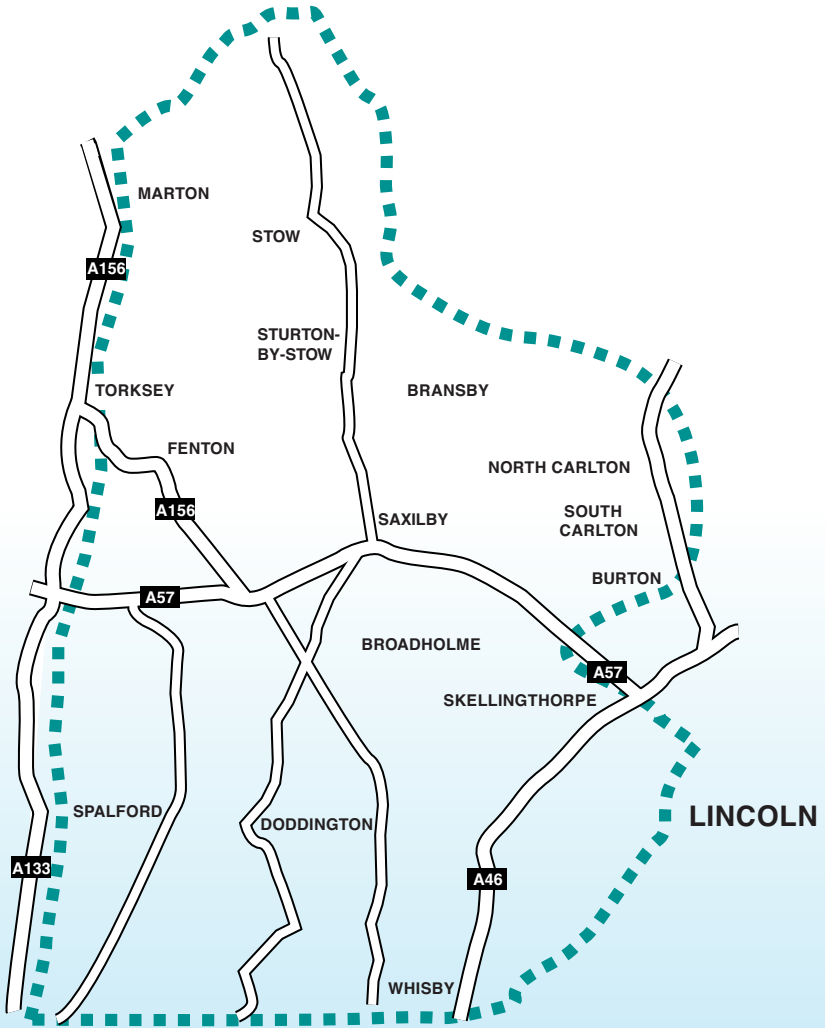 MARTON
STOW
A156
STURTON-
BY-STOW
TORKSEY
BRANSBY
FENTON
NORTH CARLTON
A156
SAXILBY
SOUTH
CARLTON
BURTON
A57
BROADHOLME
A57
SKELLINGTHORPE
SPALFORD
DODDINGTON
LINCOLN
A133
A46
WHISBY